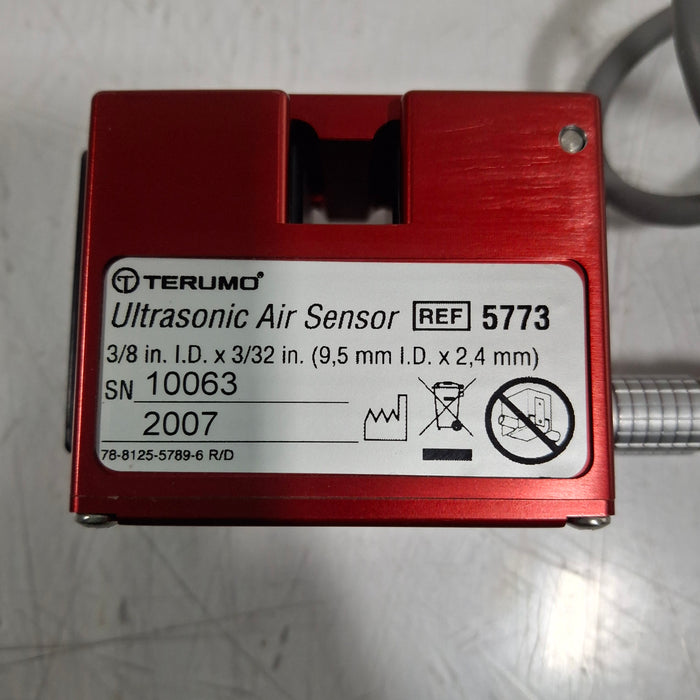 TERUMO®
Ultrasonic Air Sensor REF 5773
3/8 in. I.D. x 3/32 in. (9,5 mm I.D. x 2,4 mm)
SN 10063
2007
78-8125-5789-6 R/D